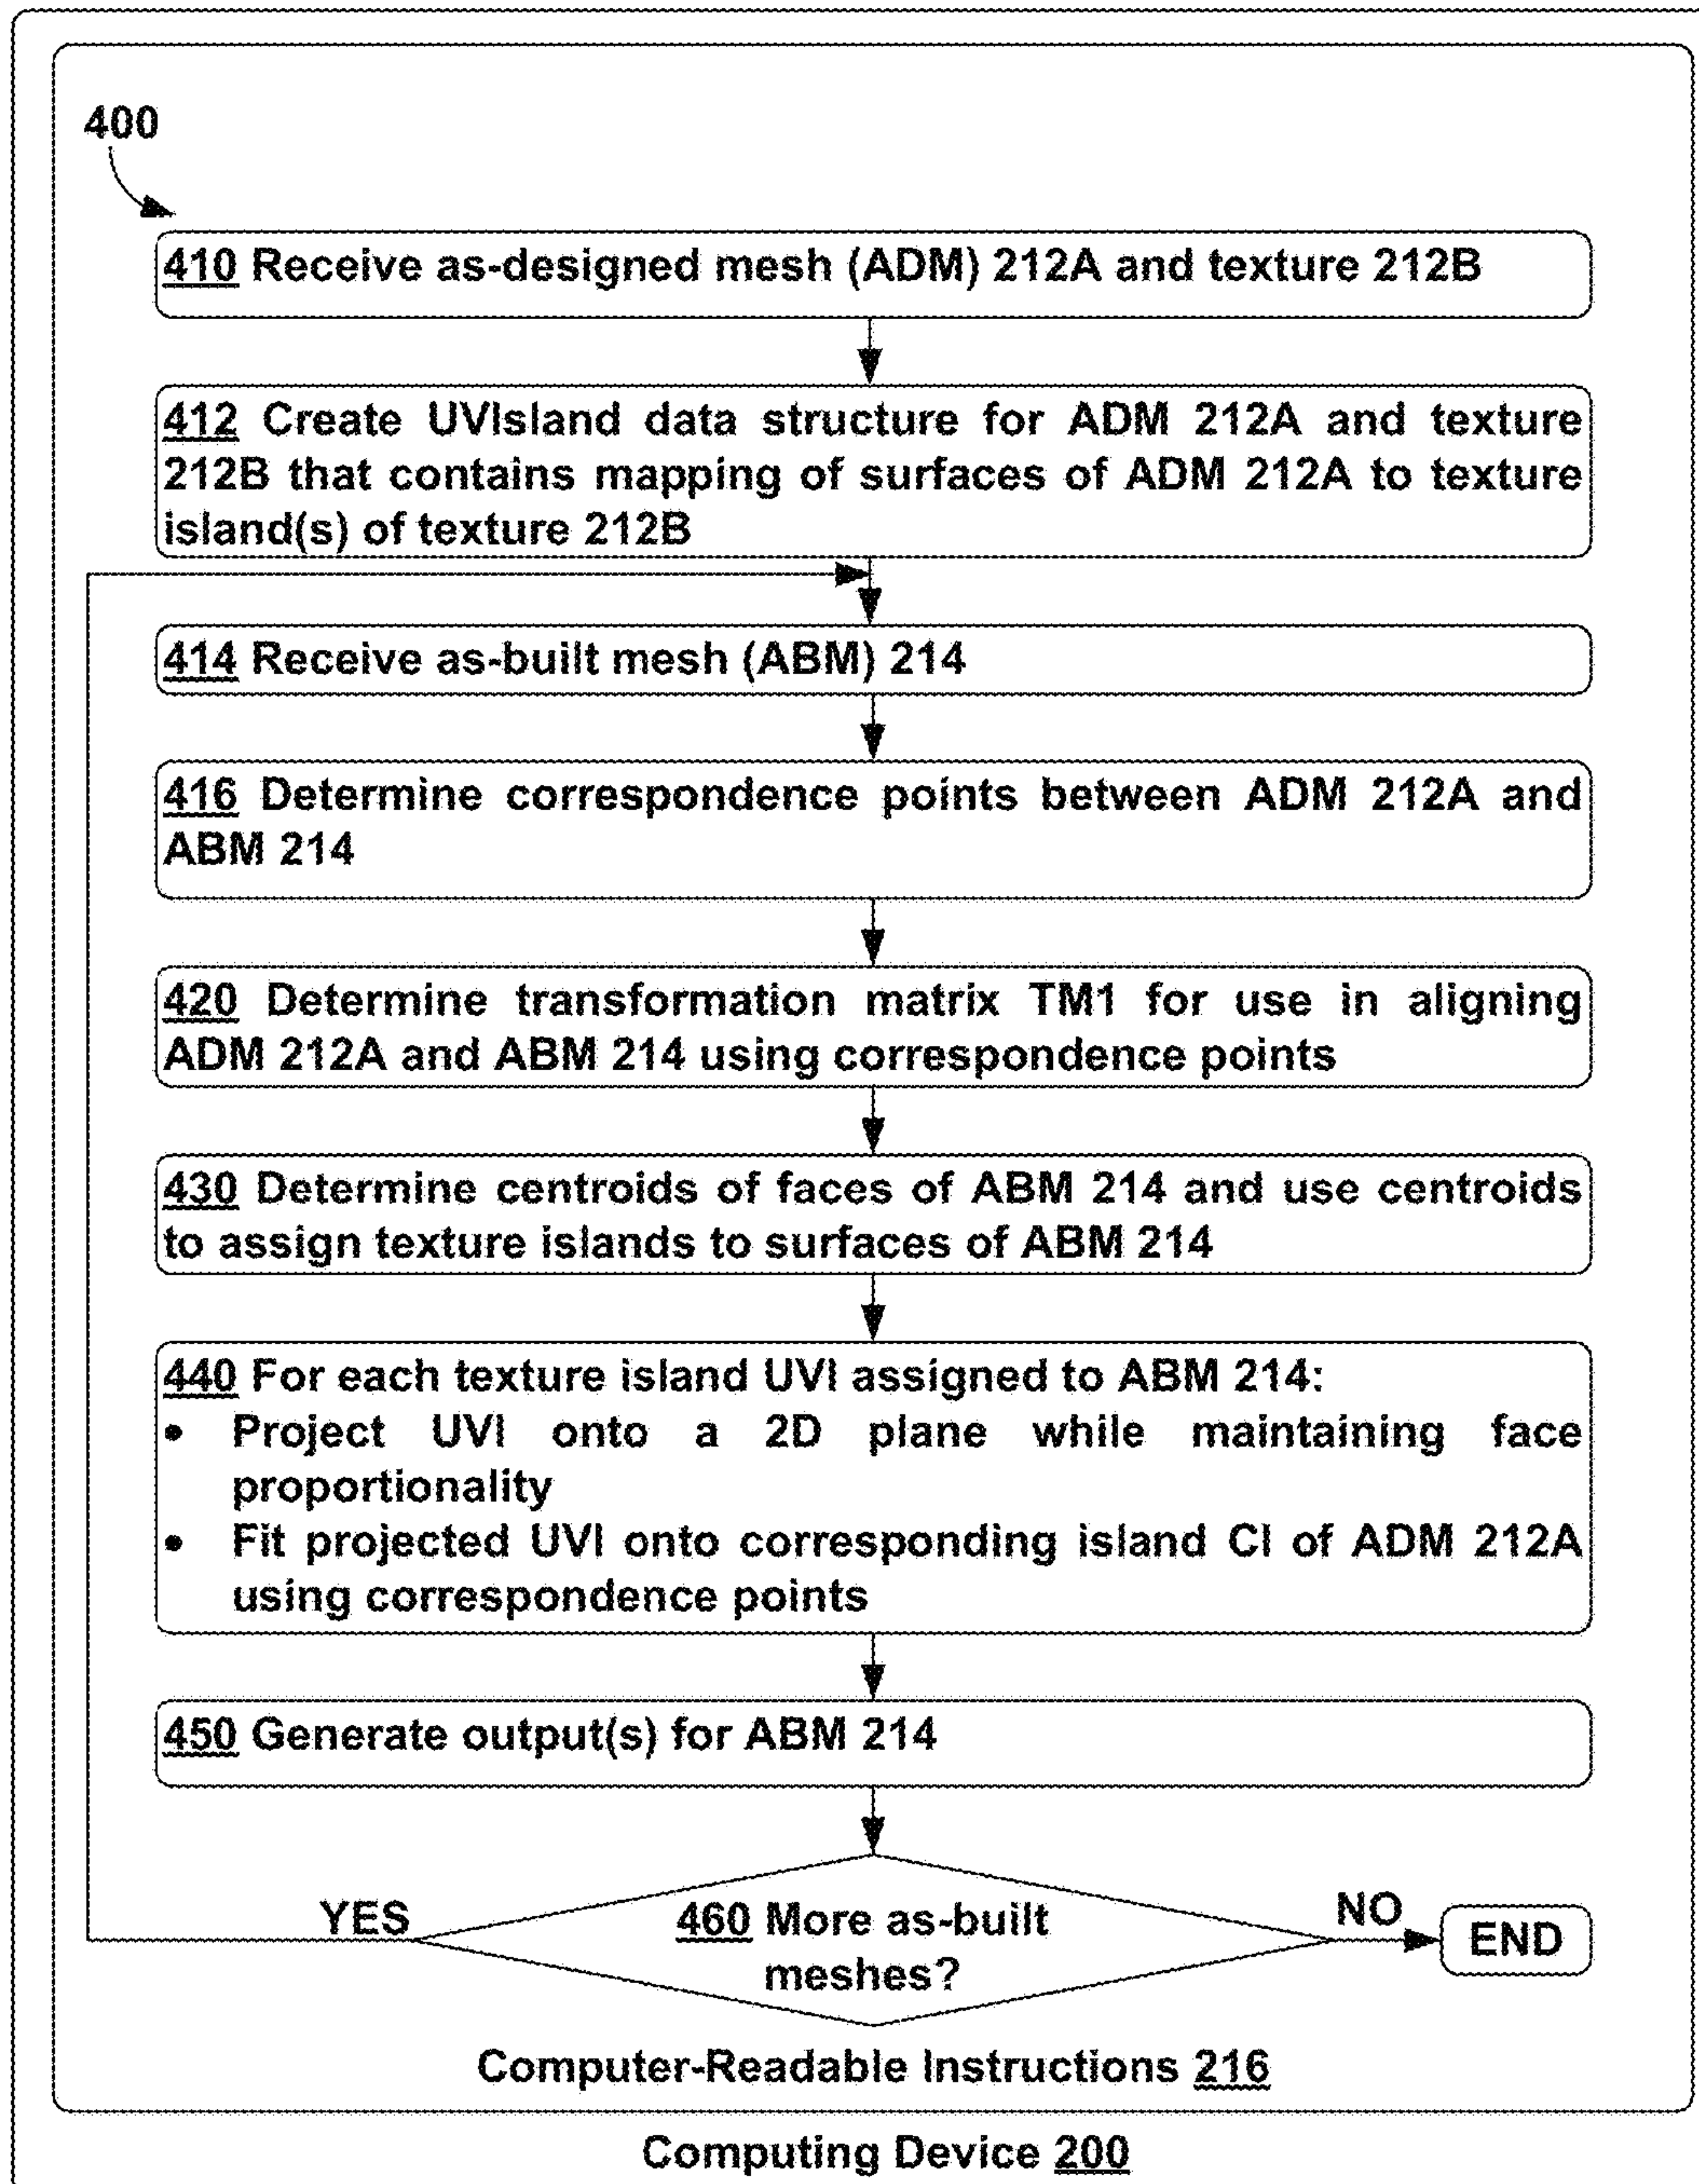 400
410 Receive as-designed mesh (ADM) 212A and texture 212B
412 Create UVIsland data structure for ADM 212A and texture
212B that contains mapping of surfaces of ADM 212A to texture
island(s) of texture 212B
414 Receive as-built mesh (ABM) 214
416 Determine correspondence points between ADM 212A and
ABM 214
420 Determine transformation matrix TM1 for use in aligning
ADM 212A and ABM 214 using correspondence points
430 Determine centroids of faces of ABM 214 and use centroids
to assign texture islands to surfaces of ABM 214
440 For each texture island UVI assigned to ABM 214:
• Project UVI onto a 2D plane while maintaining face
proportionality
• Fit projected UVI onto corresponding island CI of ADM 212A
using correspondence points
450 Generate output(s) for ABM 214
YES
460 More as-built
meshes?
NO
END
Computer-Readable Instructions 216
Computing Device 200